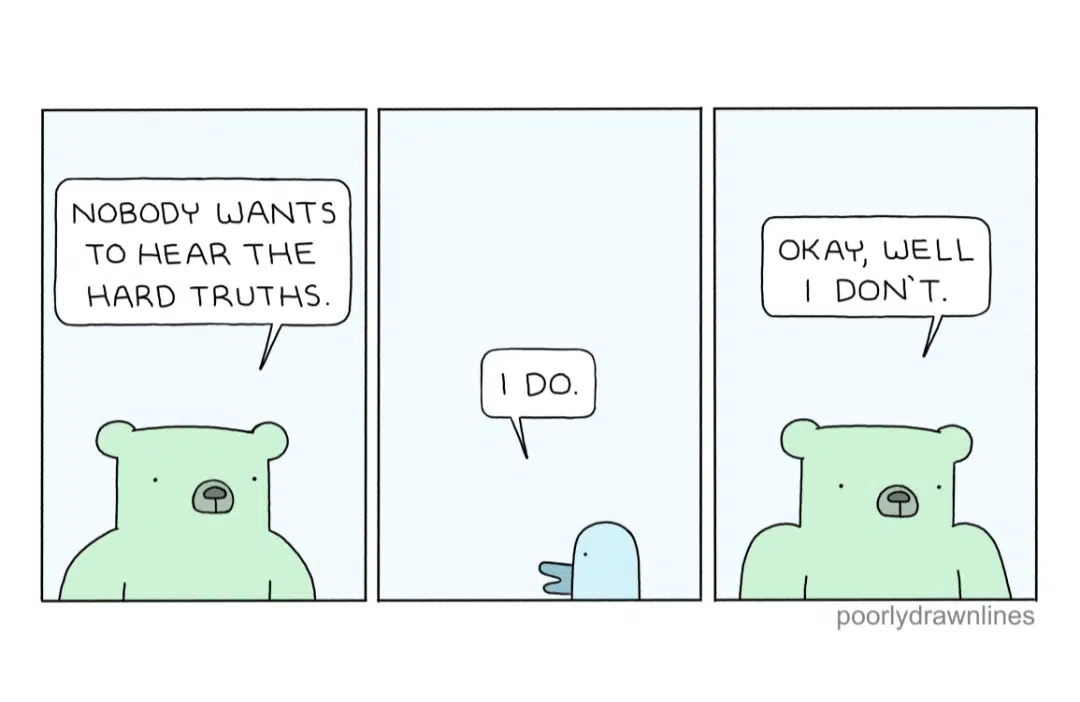 NOBODY WANTS
TO HEAR THE
HARD TRUTHS.
I DO.
OKAY, WELL
I DON'T.
poorlydrawnlines